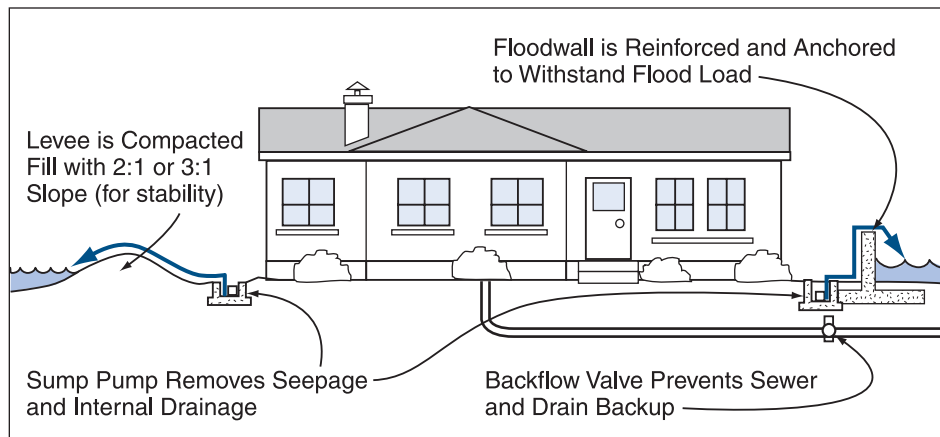 Floodwall is Reinforced and Anchored
to Withstand Flood Load
Levee is Compacted
Fill with 2:1 or 3:1
Slope (for stability)
Sump Pump Removes Seepage
and Internal Drainage
Backflow Valve Prevents Sewer
and Drain Backup